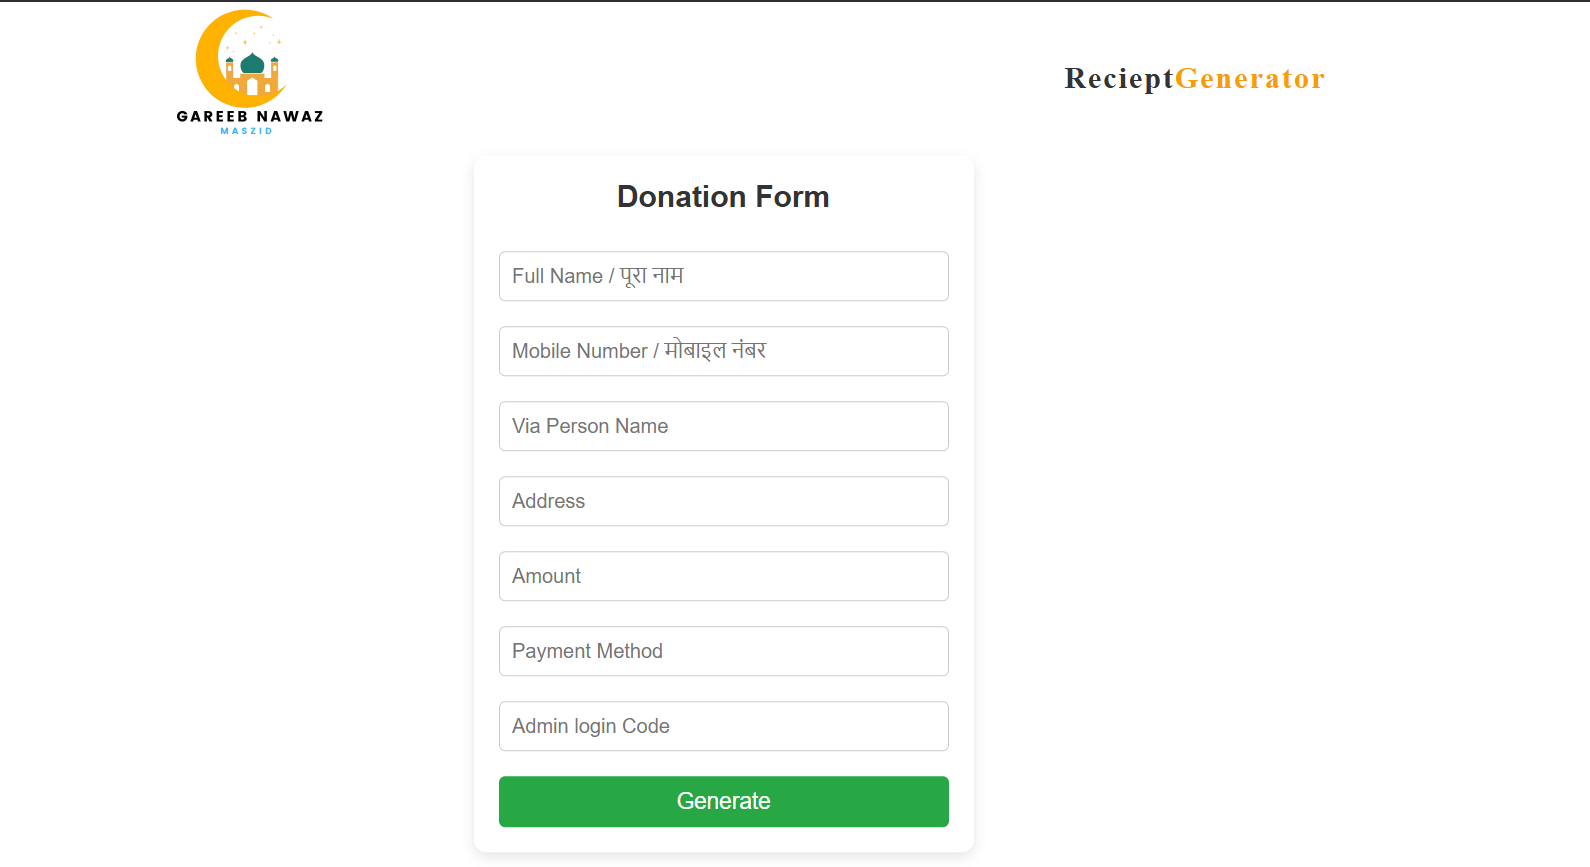 GAREEB NAWAZ
MASZID
RecieptGenerator
Donation Form
Full Name / पूरा नाम
Mobile Number / मोबाइल नंबर
Via Person Name
Address
Amount
Payment Method
Admin login Code
Generate